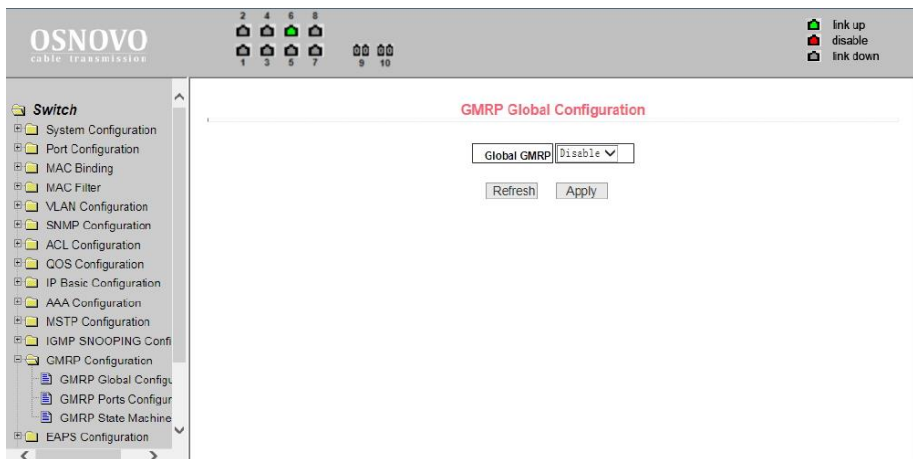 OSNOVO
cable transmission
2 4 6 8
1 3 5 7 9 10
link up
disable
link down
Switch
System Configuration
Port Configuration
MAC Binding
MAC Filter
VLAN Configuration
SNMP Configuration
ACL Configuration
QOS Configuration
IP Basic Configuration
AAA Configuration
MSTP Configuration
IGMP SNOOPING Confi
GMRP Configuration
GMRP Global Configu
GMRP Ports Configur
GMRP State Machine
EAPS Configuration
GMRP Global Configuration
Global GMRP Disable
Refresh Apply